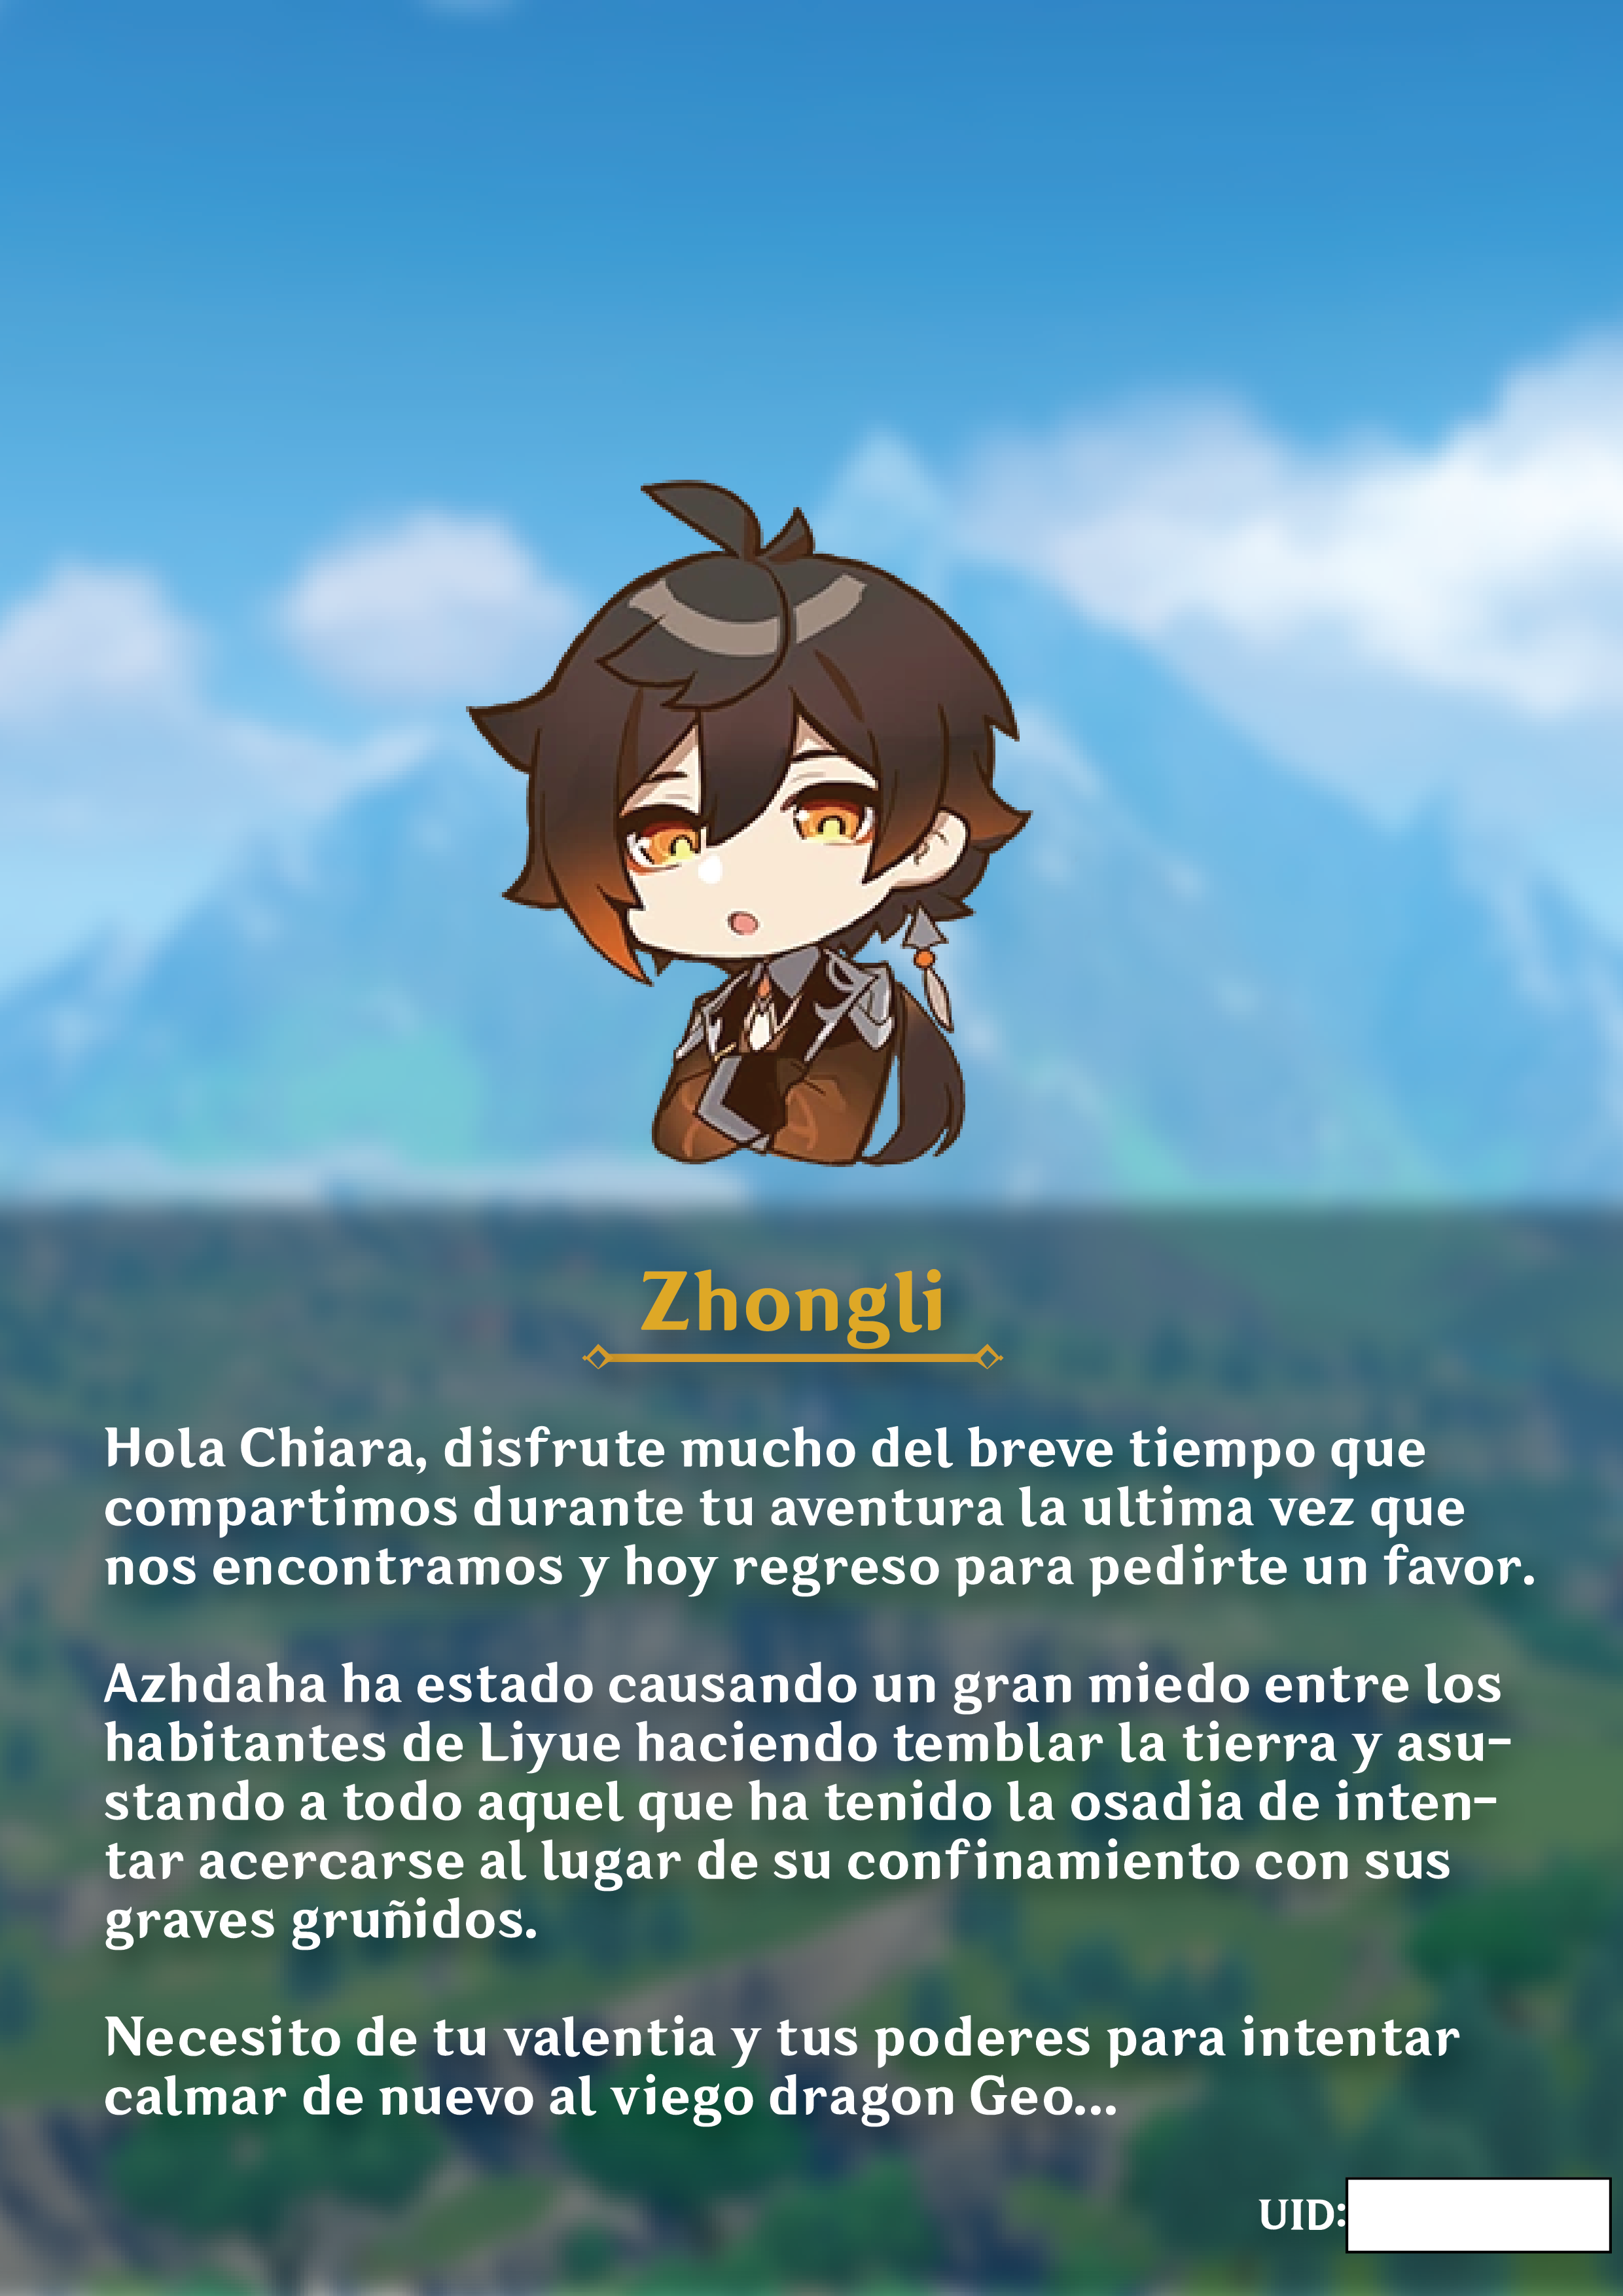 Zhongli
Hola Chiara, disfrute mucho del breve tiempo que
compartimos durante tu aventura la ultima vez que
nos encontramos y hoy regreso para pedirte un favor.
Azhdaha ha estado causando un gran miedo entre los
habitantes de Liyue haciendo temblar la tierra y asu-
stando a todo aquel que ha tenido la osadia de inten-
tar acercarse al lugar de su confinamiento con sus
graves gruñidos.
Necesito de tu valentia y tus poderes para intentar
calmar de nuevo al viego dragon Geo...
UID: